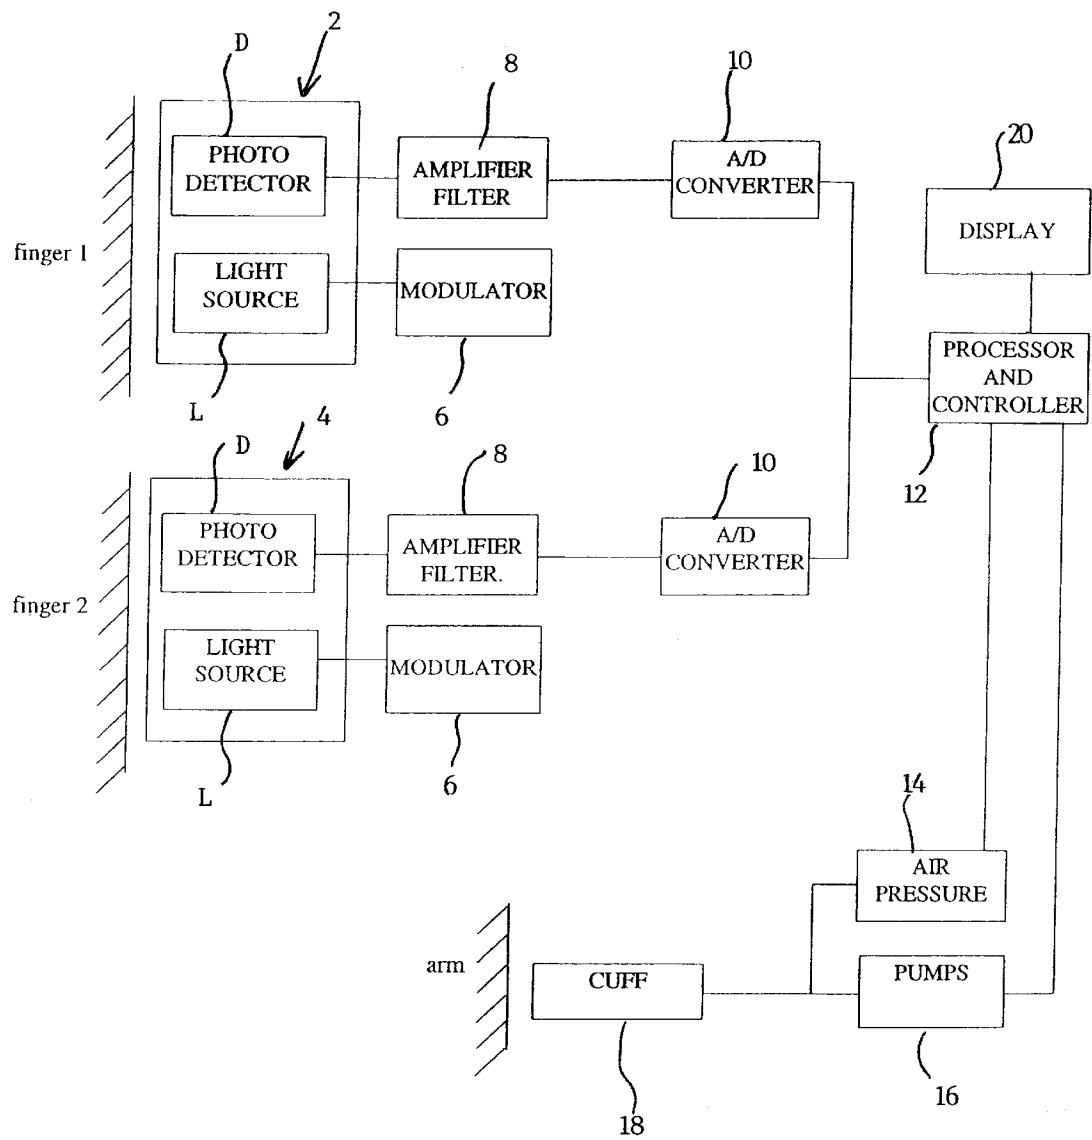 2
D
8
10
20
PHOTO
DETECTOR
AMPLIFIER
FILTER
A/D
CONVERTER
DISPLAY
finger 1
LIGHT
SOURCE
MODULATOR
PROCESSOR
AND
CONTROLLER
L
6
12
4
D
8
10
PHOTO
DETECTOR
AMPLIFIER
FILTER.
A/D
CONVERTER
finger 2
LIGHT
SOURCE
MODULATOR
L
6
14
AIR
PRESSURE
arm
CUFF
PUMPS
18
16